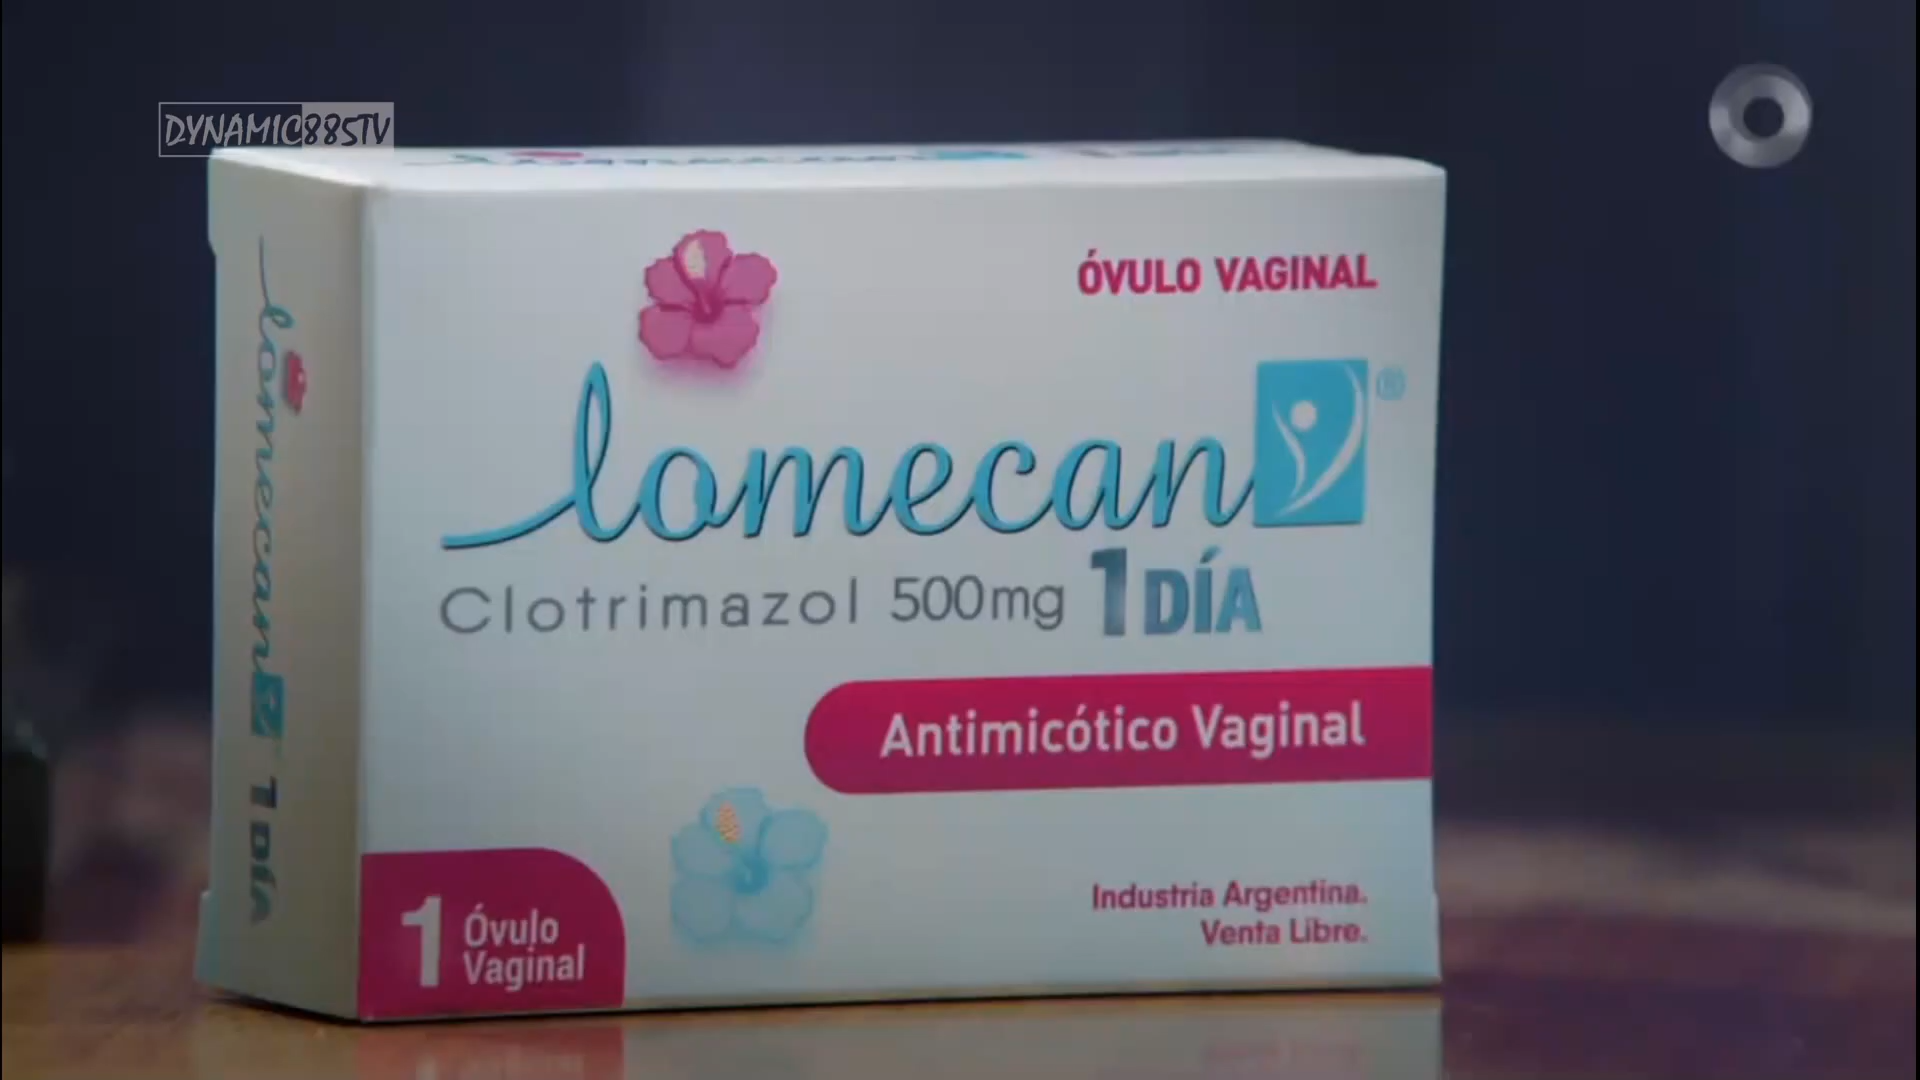 DYNAMIC885TV
ÓVULO VAGINAL
lomecan ®
Clotrimazol 500mg 1 DÍA
Antimicótico Vaginal
1 Óvulo
Vaginal
Industria Argentina.
Venta Libre.
lomecan 1 DÍA